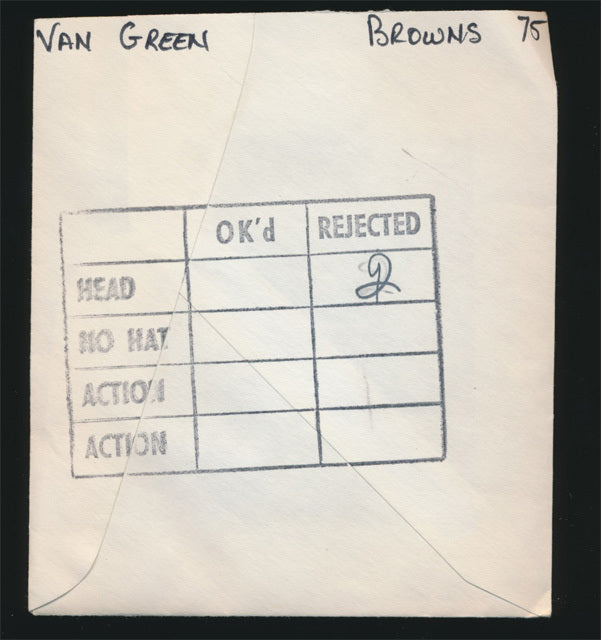 VAN GREEN BROWNS 75
OK'd REJECTED
HEAD 2
NO HAT
ACTION
ACTION